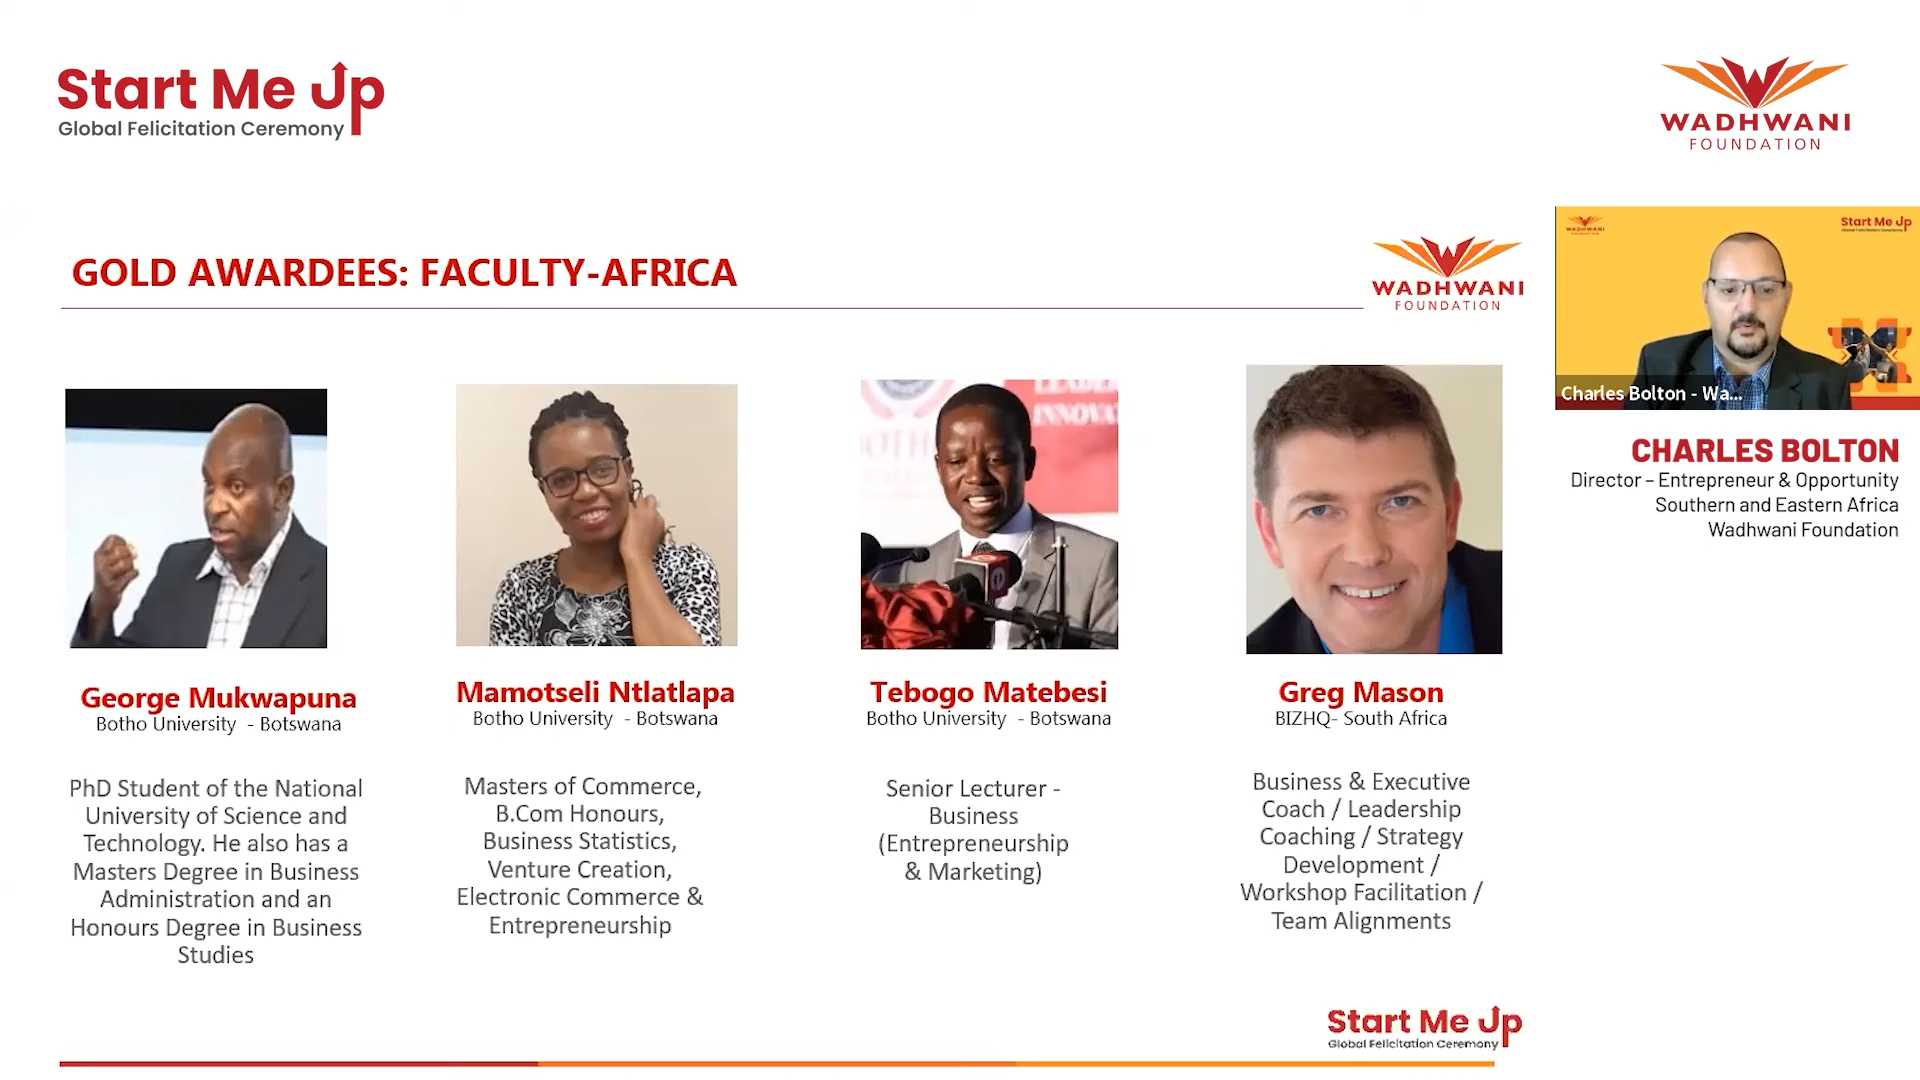 Start Me Up
Global Felicitation Ceremony
WADHWANI
FOUNDATION
GOLD AWARDEES: FACULTY-AFRICA
WADHWANI
FOUNDATION
WADHWANI
Start Me Up
Charles Bolton - Wa...
CHARLES BOLTON
Director – Entrepreneur & Opportunity
Southern and Eastern Africa
Wadhwani Foundation
INNOVA
George Mukwapuna
Botho University - Botswana
PhD Student of the National
University of Science and
Technology. He also has a
Masters Degree in Business
Administration and an
Honours Degree in Business
Studies
Mamotseli Ntlatlapa
Botho University - Botswana
Masters of Commerce,
B.Com Honours,
Business Statistics,
Venture Creation,
Electronic Commerce &
Entrepreneurship
Tebogo Matebesi
Botho University - Botswana
Senior Lecturer -
Business
(Entrepreneurship
& Marketing)
Greg Mason
BIZHQ- South Africa
Business & Executive
Coach / Leadership
Coaching / Strategy
Development /
Workshop Facilitation /
Team Alignments
Start Me Up
Global Felicitation Ceremony